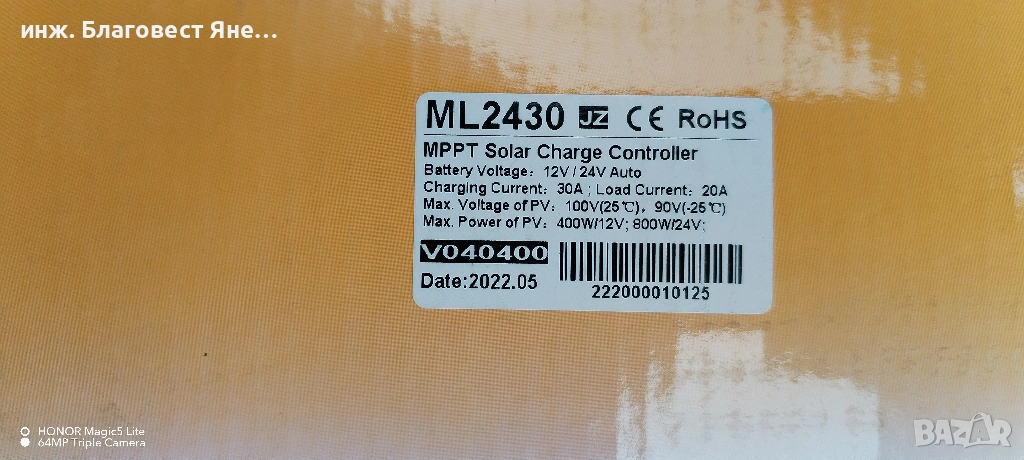 инж. Благовест Яне...
ML2430 JZ CE RoHS
MPPT Solar Charge Controller
Battery Voltage: 12V / 24V Auto
Charging Current: 30A ; Load Current: 20A
Max. Voltage of PV: 100V(25℃), 90V(-25℃)
Max. Power of PV: 400W/12V; 800W/24V;
V040400
Date:2022.05
222000010125
HONOR Magic5 Lite
64MP Triple Camera
BAZAR